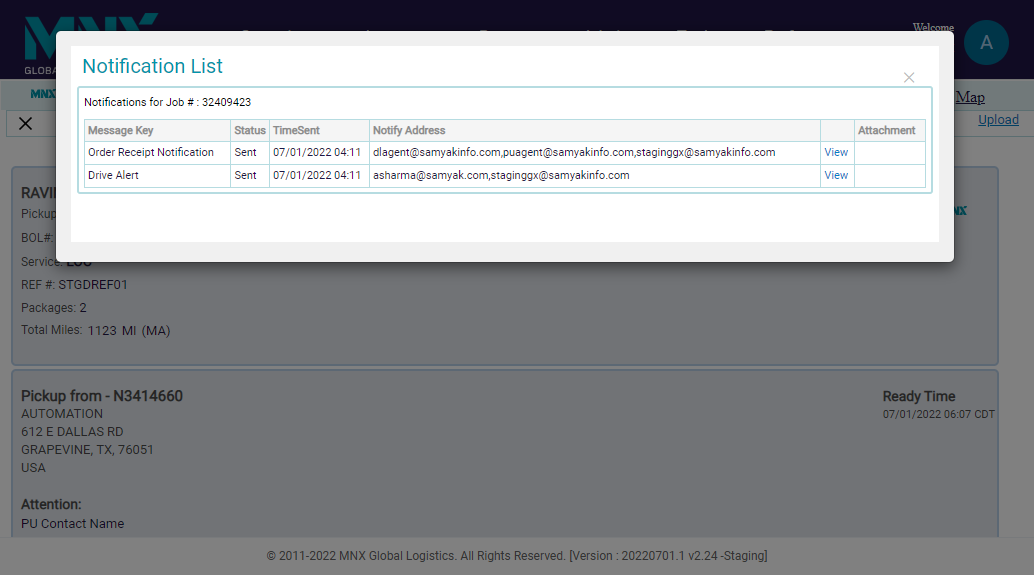 MNX
GLOBAL
Welcome
A
MNX
Map
Upload
Notification List
Notifications for Job # : 32409423
Message Key Status TimeSent Notify Address Attachment
Order Receipt Notification Sent 07/01/2022 04:11 dlagent@samyakinfo.com,puagent@samyakinfo.com,staginggx@samyakinfo.com View
Drive Alert Sent 07/01/2022 04:11 asharma@samyak.com,staginggx@samyakinfo.com View
RAVI
Pickup
BOL#:
Service:
REF #: STGDREF01
Packages: 2
Total Miles: 1123 MI (MA)
Pickup from - N3414660
AUTOMATION
612 E DALLAS RD
GRAPEVINE, TX, 76051
USA
Ready Time
07/01/2022 06:07 CDT
Attention:
PU Contact Name
© 2011-2022 MNX Global Logistics. All Rights Reserved. [Version : 20220701.1 v2.24 -Staging]